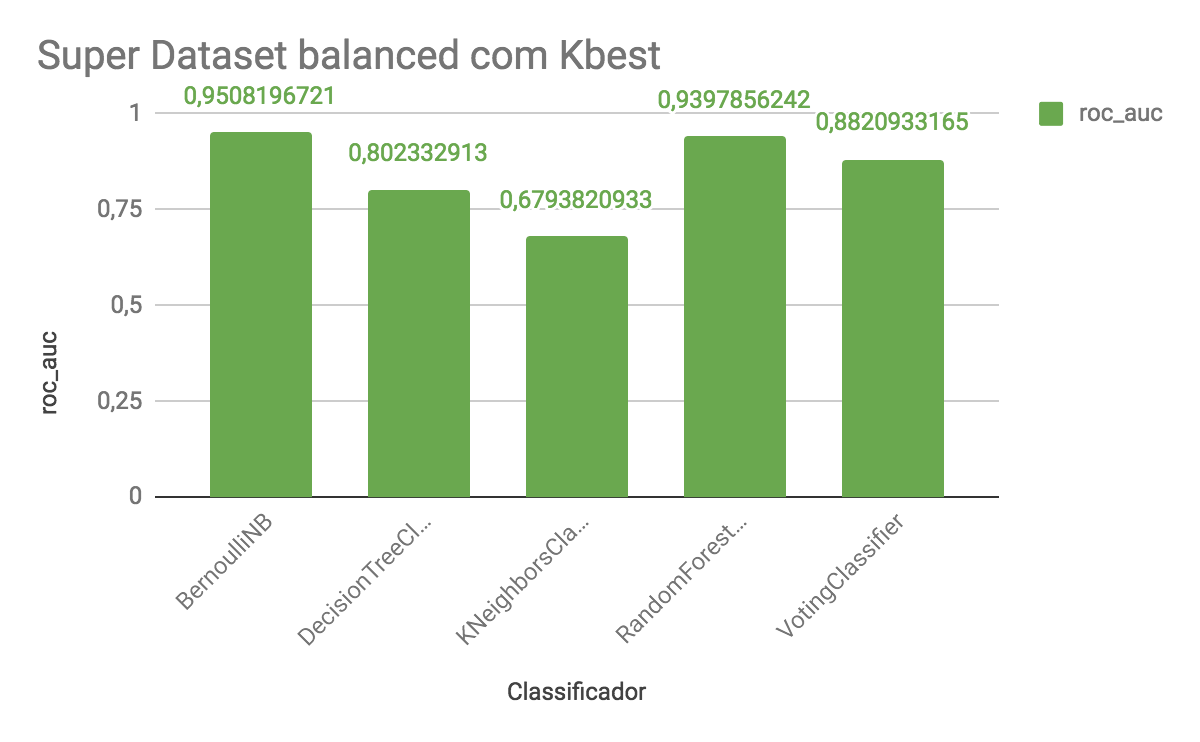 Super Dataset balanced com Kbest
roc_auc
1
0,75
0,5
0,25
0
roc_auc
0,9508196721
0,802332913
0,6793820933
0,9397856242
0,8820933165
BernoulliNB
DecisionTreeCl...
KNeighborsCla...
RandomForest...
VotingClassifier
Classificador